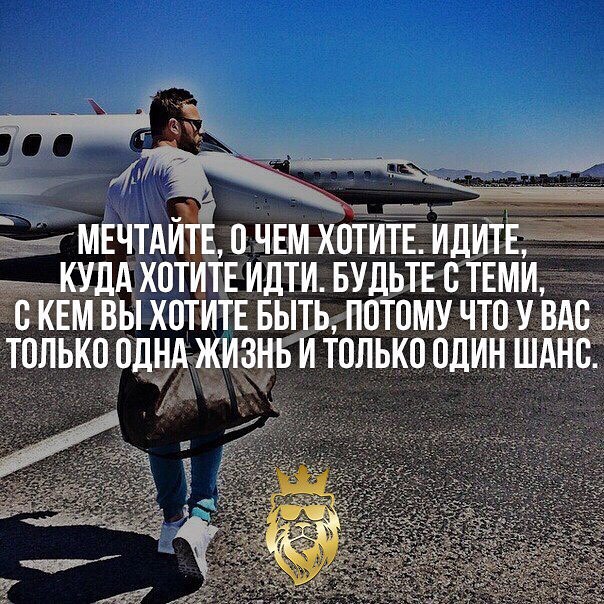 МЕЧТАЙТЕ, О ЧЕМ ХОТИТЕ. ИДИТЕ,
КУДА ХОТИТЕ ИДТИ. БУДЬТЕ С ТЕМИ,
С КЕМ ВЫ ХОТИТЕ БЫТЬ, ПОТОМУ ЧТО У ВАС
ТОЛЬКО ОДНА ЖИЗНЬ И ТОЛЬКО ОДИН ШАНС.